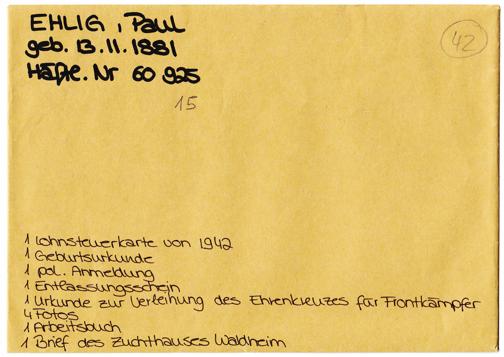 EHLIG, Paul
geb. 13.11.1881
Häftl. Nr 60 925
15
42
1 Lohnsteuerkarte von 1942
1 Geburtsurkunde
1 pol. Anmeldung
1 Entlassungsschein
1 Urkunde zur Verleihung des Ehrenkreuzes für Frontkämpfer
4 Fotos
1 Arbeitsbuch
1 Brief des Zuchthauses Waldheim